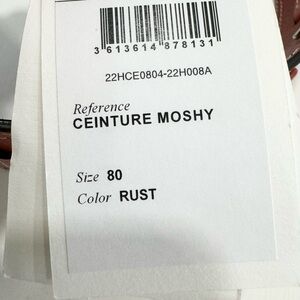 3 613614 878131
22HCE0804-22H008A
Reference
CEINTURE MOSHY
Size 80
Color RUST